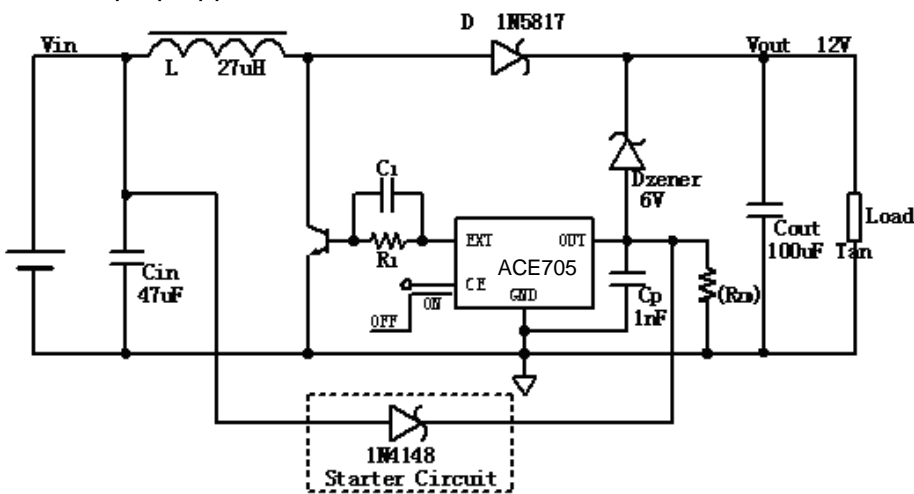 D 1N5817
Vin
Vout 12V
L 27uH
C1
Dzener
6V
Load
EXT OUT
Cout
100uF Tan
R1
ACE705
Cin
47uF
CE
GND
Cp
1nF
(RZD)
ON
OFF
1N4148
Starter Circuit